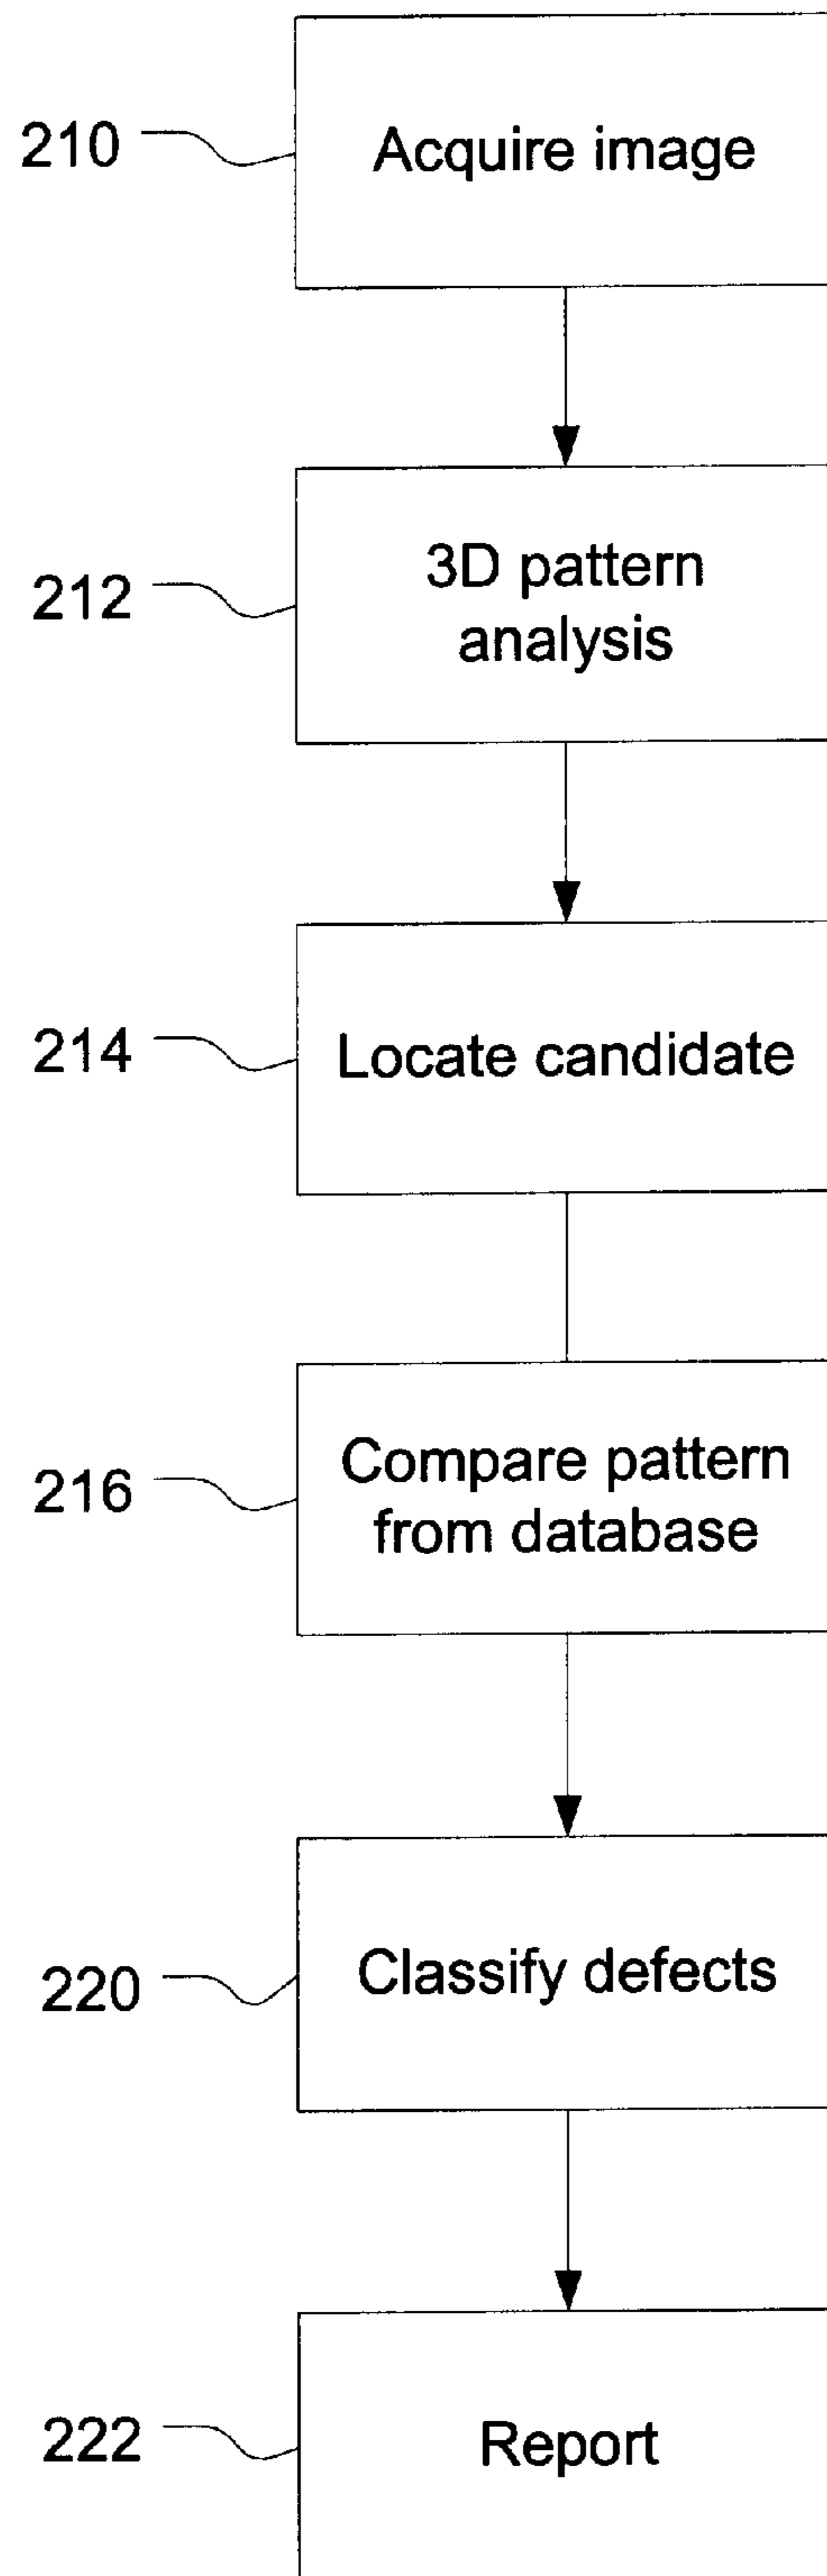 210
Acquire image
212
3D pattern
analysis
214
Locate candidate
216
Compare pattern
from database
220
Classify defects
222
Report